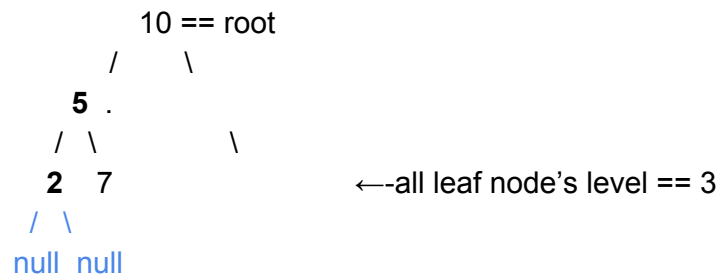 10 == root
/ \
5 .
/ \ \
2 7 ←-all leaf node's level == 3
/ \
null null